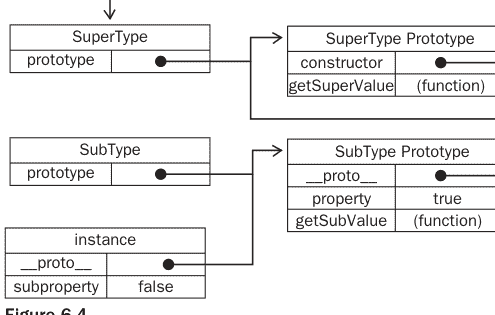 SuperType
prototype
SuperType Prototype
constructor
getSuperValue (function)
SubType
prototype
SubType Prototype
__proto__
property true
getSubValue (function)
instance
__proto__
subproperty false
Figure 6-4